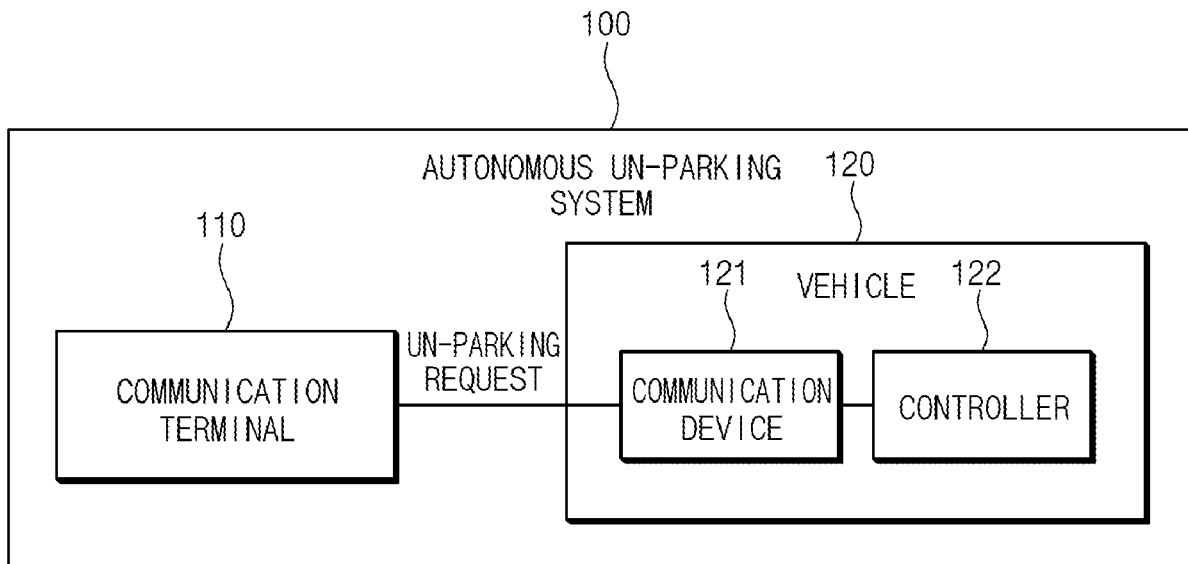 100
AUTONOMOUS UN-PARKING
SYSTEM
120
110
121
VEHICLE
122
UN-PARKING
REQUEST
COMMUNICATION
TERMINAL
COMMUNICATION
DEVICE
CONTROLLER